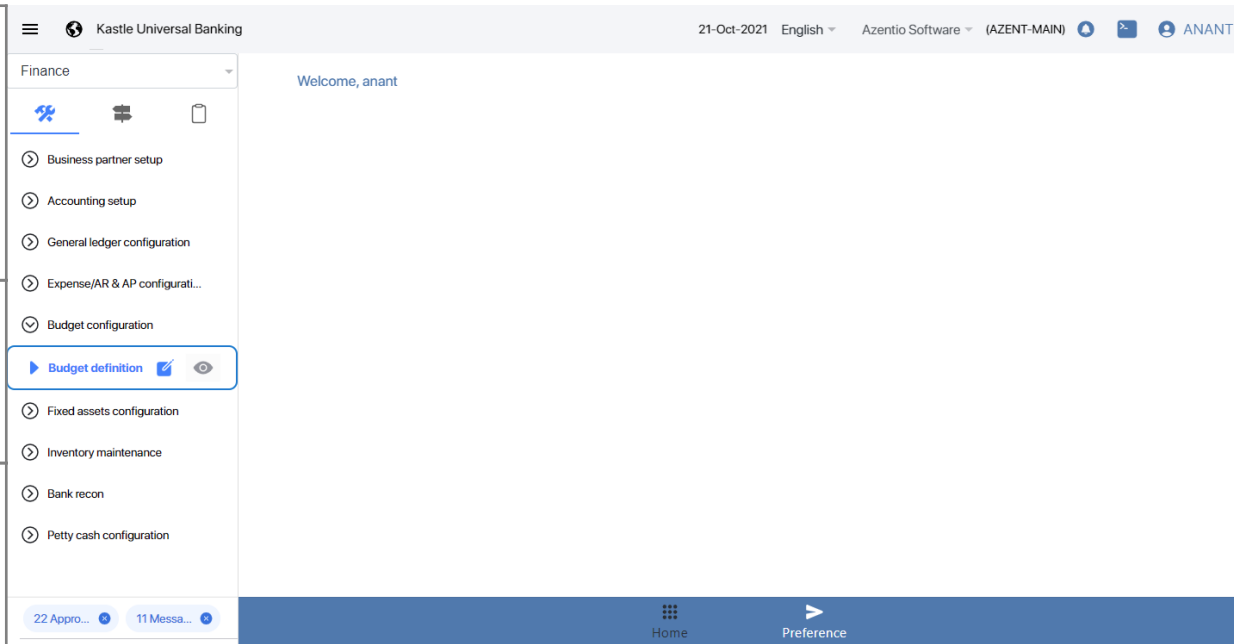 Kastle Universal Banking
21-Oct-2021 English Azentio Software (AZENT-MAIN) ANANT
Finance
Welcome, anant
Business partner setup
Accounting setup
General ledger configuration
Expense/AR & AP configurati...
Budget configuration
Budget definition
Fixed assets configuration
Inventory maintenance
Bank recon
Petty cash configuration
22 Appro... 11 Messa...
Home Preference